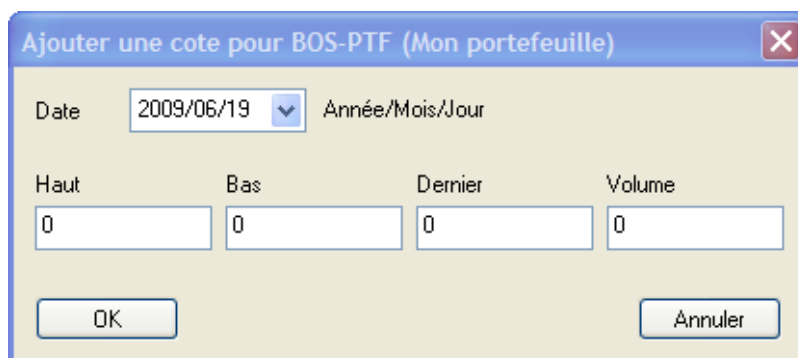 Ajouter une cote pour BOS-PTF (Mon portefeuille)
Date 2009/06/19 Année/Mois/Jour
Haut Bas Dernier Volume
0 0 0 0
OK Annuler